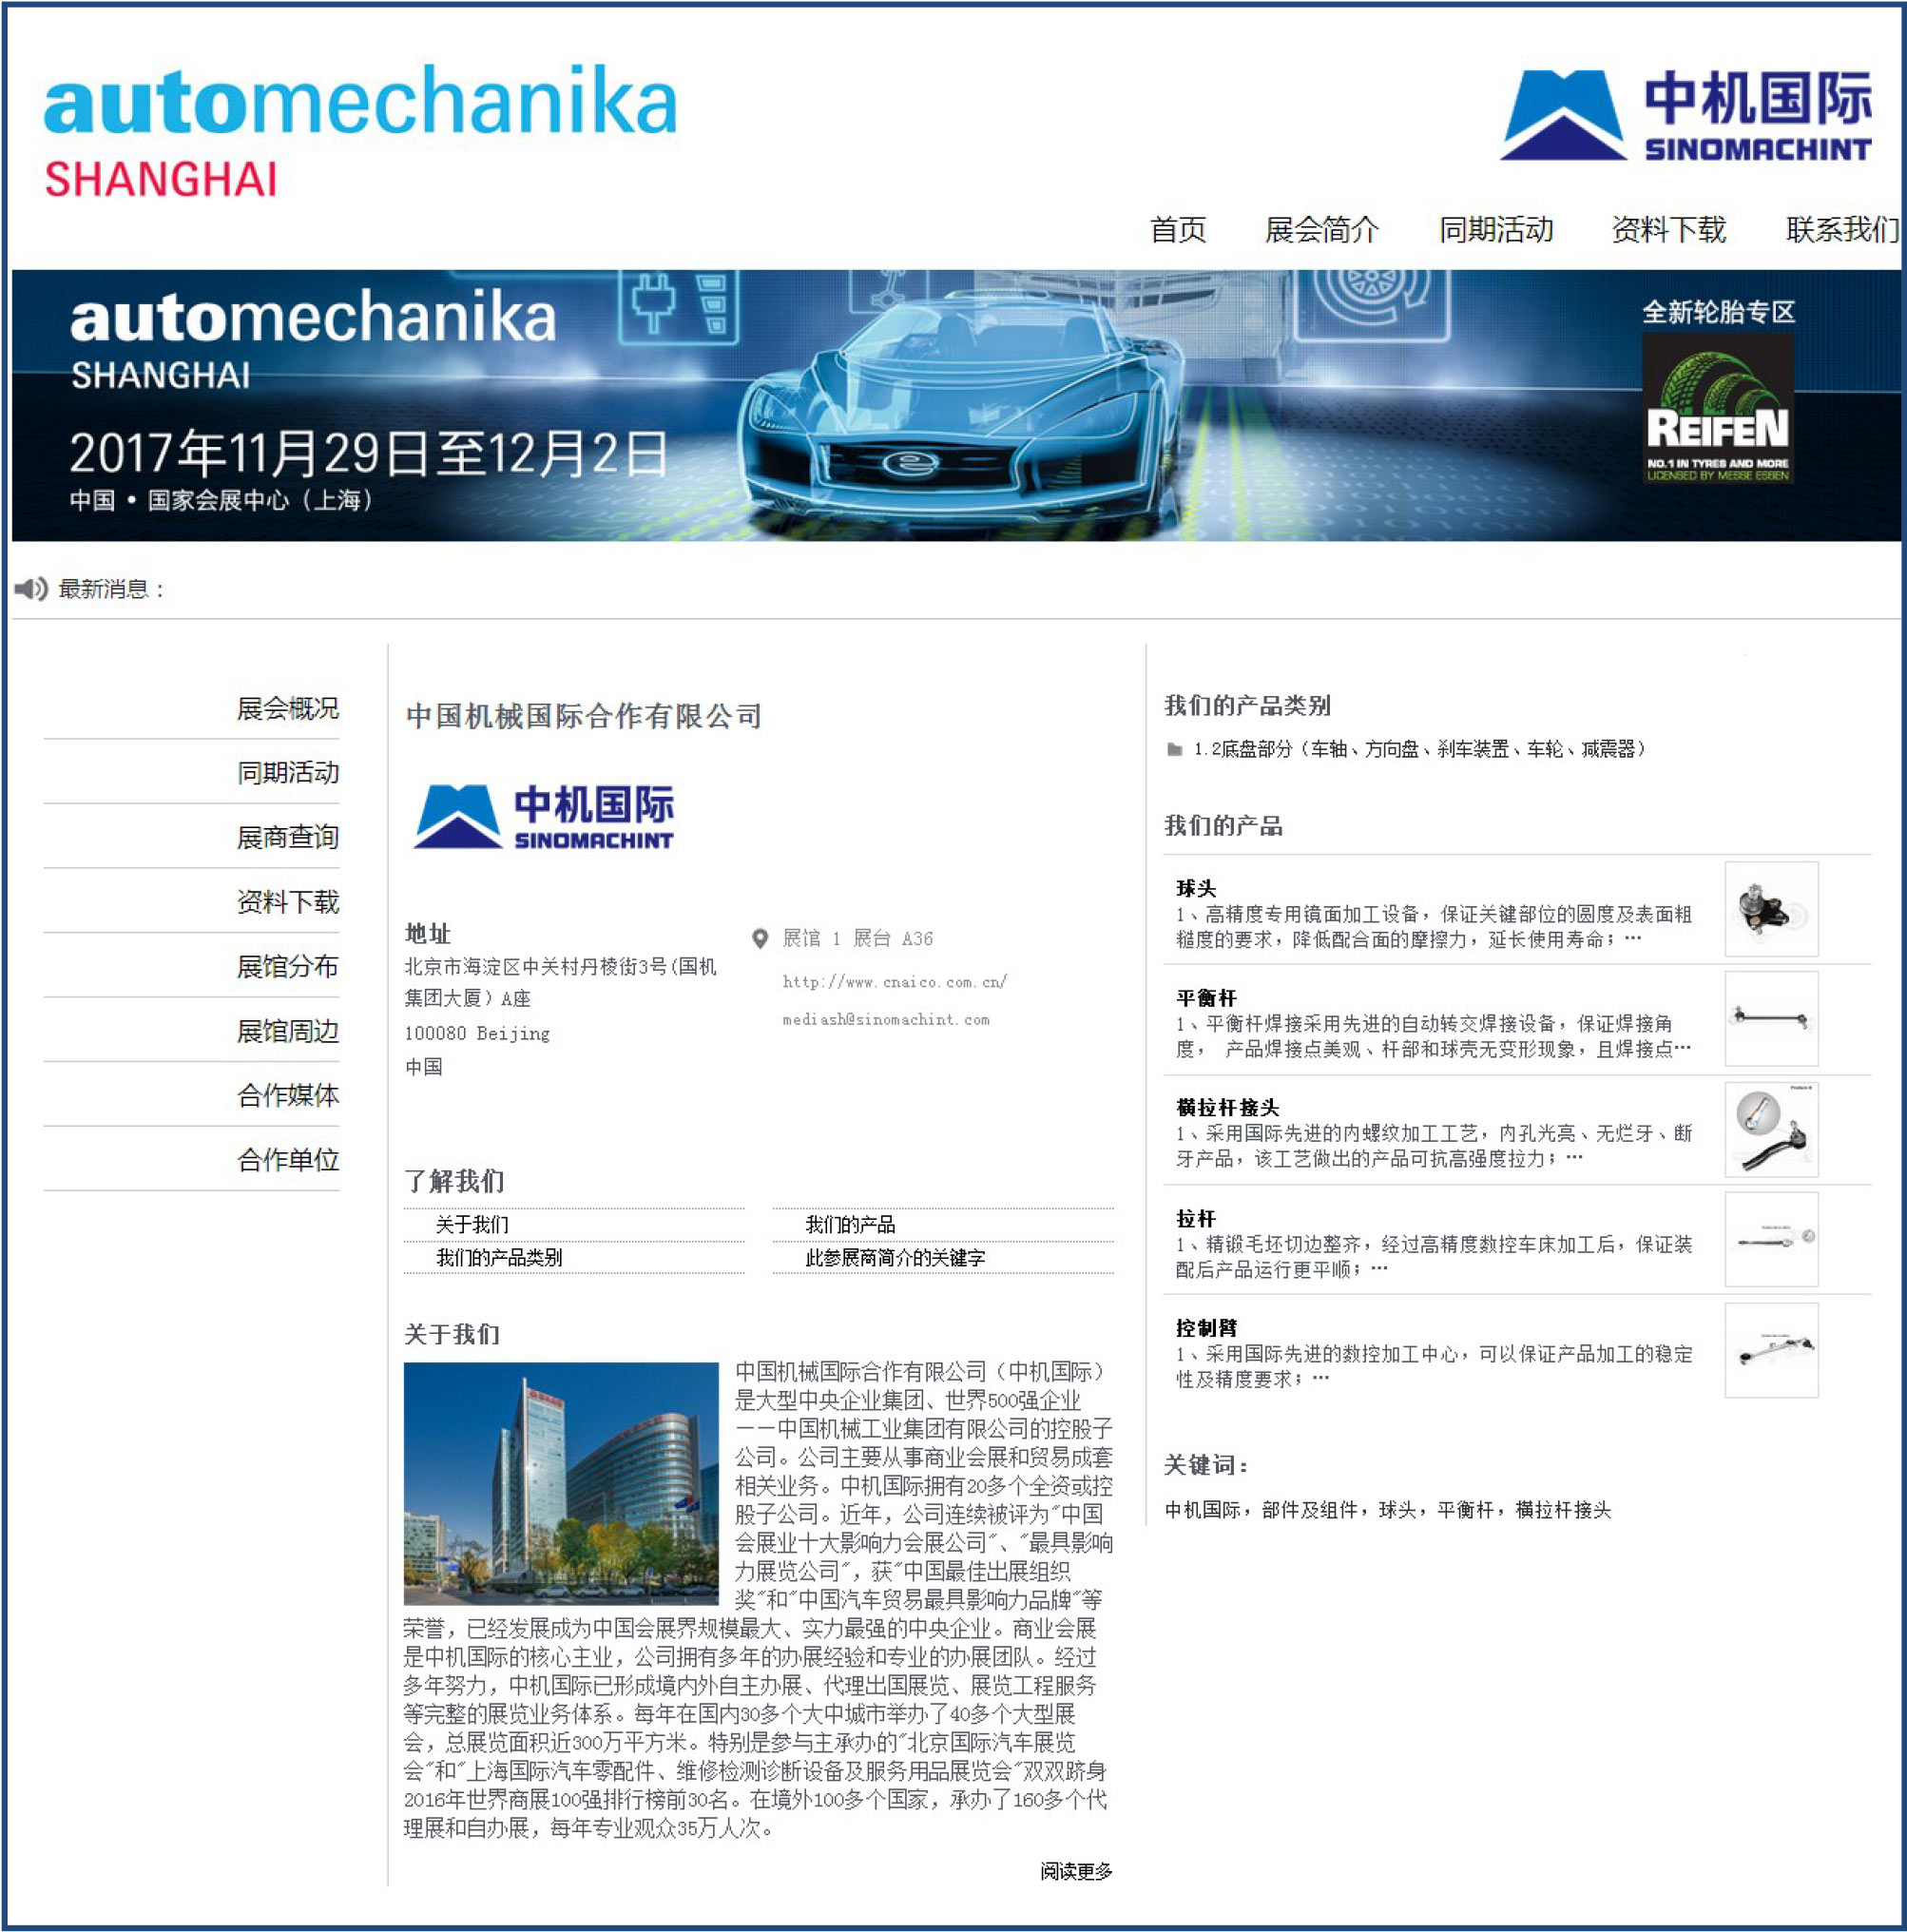 automechanika
SHANGHAI
中机国际
SINOMACHINT
首页 展会简介 同期活动 资料下载 联系我们
automechanika
SHANGHAI
2017年11月29日至12月2日
中国 • 国家会展中心（上海）
全新轮胎专区
REIFEN
NO.1 IN TYRES AND MORE
LICENSED BY MESSE ESSEN
最新消息：
展会概况
同期活动
展商查询
资料下载
展馆分布
展馆周边
合作媒体
合作单位
中国机械国际合作有限公司
中机国际
SINOMACHINT
地址
北京市海淀区中关村丹棱街3号(国机
集团大厦）A座
100080 Beijing
中国
展馆 1 展台 A36
http://www.cnaico.com.cn/
mediash@sinomachint.com
了解我们
关于我们 我们的产品
我们的产品类别 此参展商简介的关键字
关于我们
中国机械国际合作有限公司（中机国际）
是大型中央企业集团、世界500强企业
——中国机械工业集团有限公司的控股子
公司。公司主要从事商业会展和贸易成套
相关业务。中机国际拥有20多个全资或控
股子公司。近年，公司连续被评为"中国
会展业十大影响力会展公司"、"最具影响
力展览公司"，获"中国最佳出展组织
奖"和"中国汽车贸易最具影响力品牌"等
荣誉，已经发展成为中国会展界规模最大、实力最强的中央企业。商业会展
是中机国际的核心主业，公司拥有多年的办展经验和专业的办展团队。经过
多年努力，中机国际已形成境内外自主办展、代理出国展览、展览工程服务
等完整的展览业务体系。每年在国内30多个大中城市举办了40多个大型展
会，总展览面积近300万平方米。特别是参与主承办的"北京国际汽车展览
会"和"上海国际汽车零配件、维修检测诊断设备及服务用品展览会"双双跻身
2016年世界商展100强排行榜前30名。在境外100多个国家，承办了160多个代
理展和自办展，每年专业观众35万人次。
阅读更多
我们的产品类别
1.2底盘部分（车轴、方向盘、刹车装置、车轮、减震器）
我们的产品
球头
1、高精度专用镜面加工设备，保证关键部位的圆度及表面粗
糙度的要求，降低配合面的摩擦力，延长使用寿命；…
平衡杆
1、平衡杆焊接采用先进的自动转交焊接设备，保证焊接角
度， 产品焊接点美观、杆部和球壳无变形现象，且焊接点…
横拉杆接头
1、采用国际先进的内螺纹加工工艺，内孔光亮、无烂牙、断
牙产品，该工艺做出的产品可抗高强度拉力；…
拉杆
1、精锻毛坯切边整齐，经过高精度数控车床加工后，保证装
配后产品运行更平顺；…
控制臂
1、采用国际先进的数控加工中心，可以保证产品加工的稳定
性及精度要求；…
关键词：
中机国际，部件及组件，球头，平衡杆，横拉杆接头